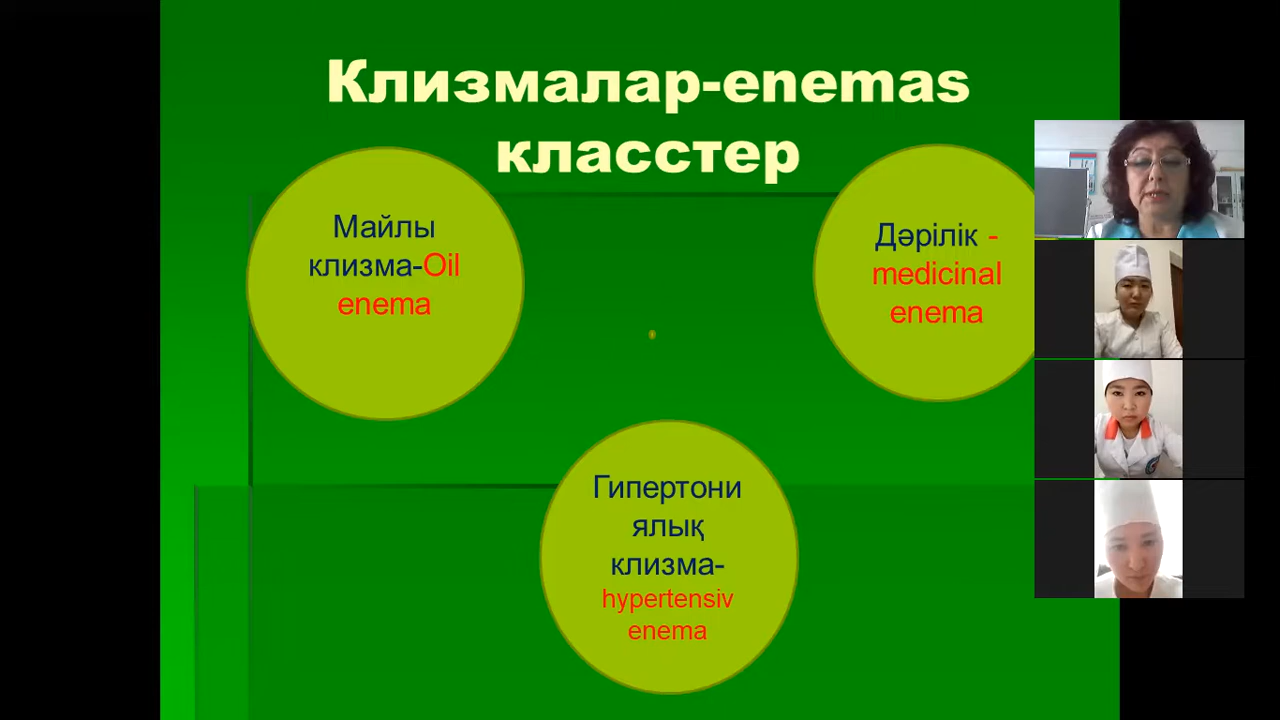 Клизмалар-enemas
класстер
Майлы
клизма-Oil
enema
Дәрілік -
medicinal
enema
Гипертони
ялық
клизма-
hypertensiv
enema